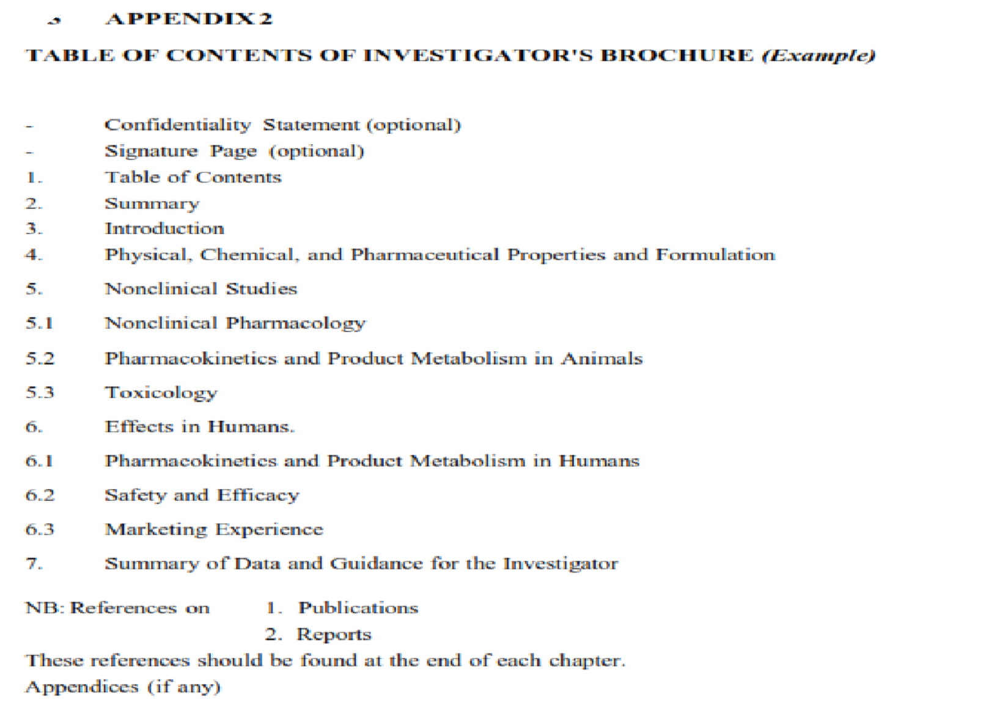 APPENDIX 2
TABLE OF CONTENTS OF INVESTIGATOR'S BROCHURE (Example)
- Confidentiality Statement (optional)
- Signature Page (optional)
1. Table of Contents
2. Summary
3. Introduction
4. Physical, Chemical, and Pharmaceutical Properties and Formulation
5. Nonclinical Studies
5.1 Nonclinical Pharmacology
5.2 Pharmacokinetics and Product Metabolism in Animals
5.3 Toxicology
6. Effects in Humans.
6.1 Pharmacokinetics and Product Metabolism in Humans
6.2 Safety and Efficacy
6.3 Marketing Experience
7. Summary of Data and Guidance for the Investigator
NB: References on 1. Publications
2. Reports
These references should be found at the end of each chapter.
Appendices (if any)